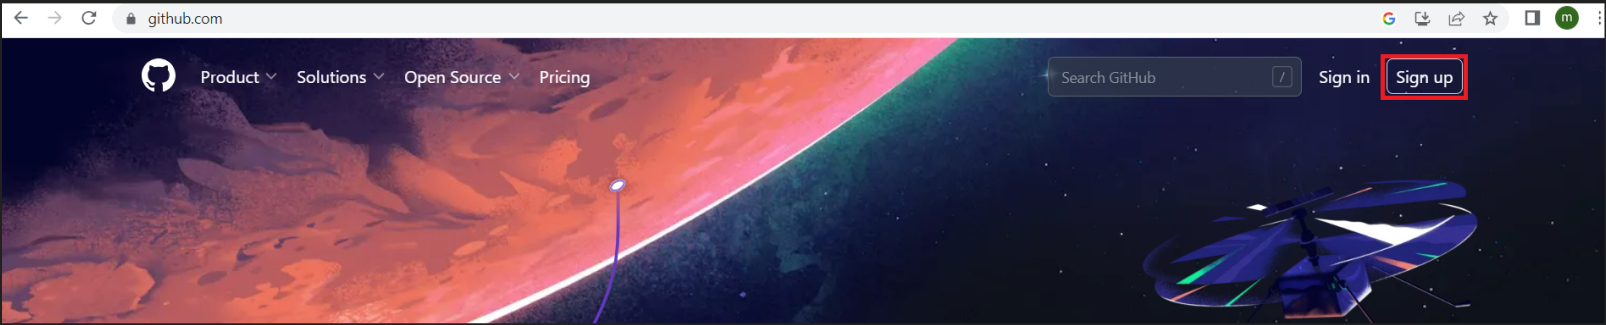 github.com
m
Product Solutions Open Source Pricing
Search GitHub / Sign in Sign up